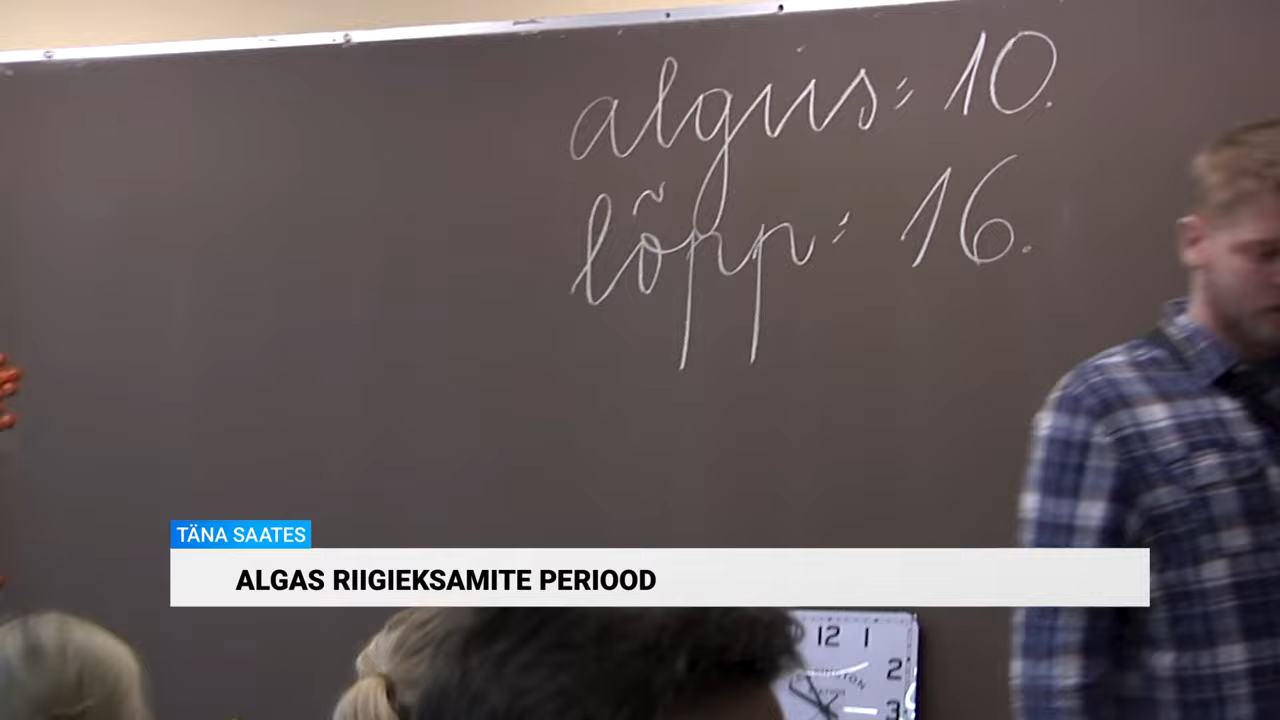 algus: 10.
lõpp: 16.
TÄNA SAATES
ALGAS RIIGIEKSAMITE PERIOOD
12 1
2
3